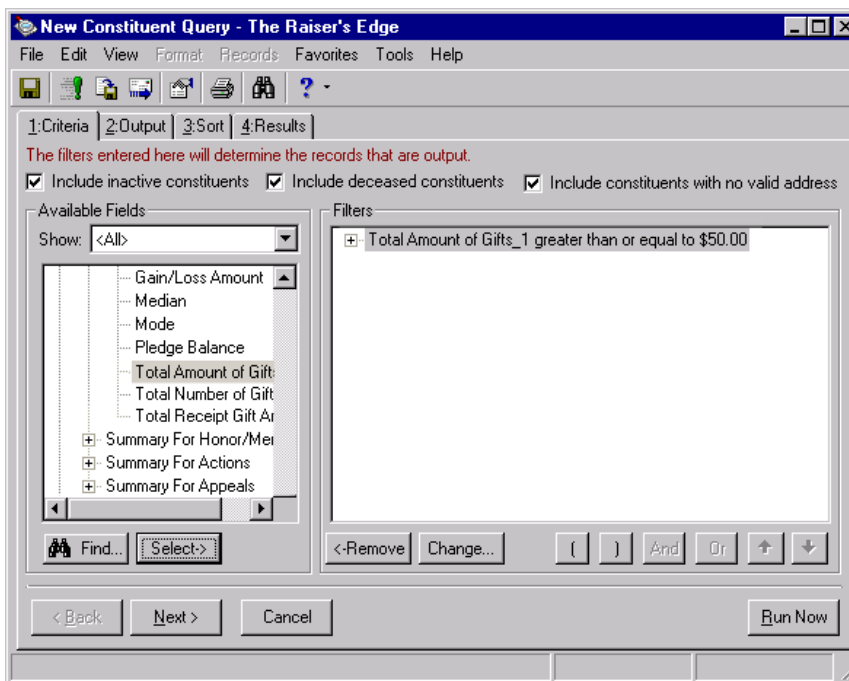 New Constituent Query - The Raiser's Edge
File Edit View Format Records Favorites Tools Help
1:Criteria 2:Output 3:Sort 4:Results
The filters entered here will determine the records that are output.
Include inactive constituents Include deceased constituents Include constituents with no valid address
Available Fields
Show: <All>
Gain/Loss Amount
Median
Mode
Pledge Balance
Total Amount of Gift
Total Number of Gift
Total Receipt Gift Ar
Summary For Honor/Mer
Summary For Actions
Summary For Appeals
Find... Select->
Filters
Total Amount of Gifts_1 greater than or equal to $50.00
<-Remove Change... ( ) And Or
< Back Next > Cancel Run Now